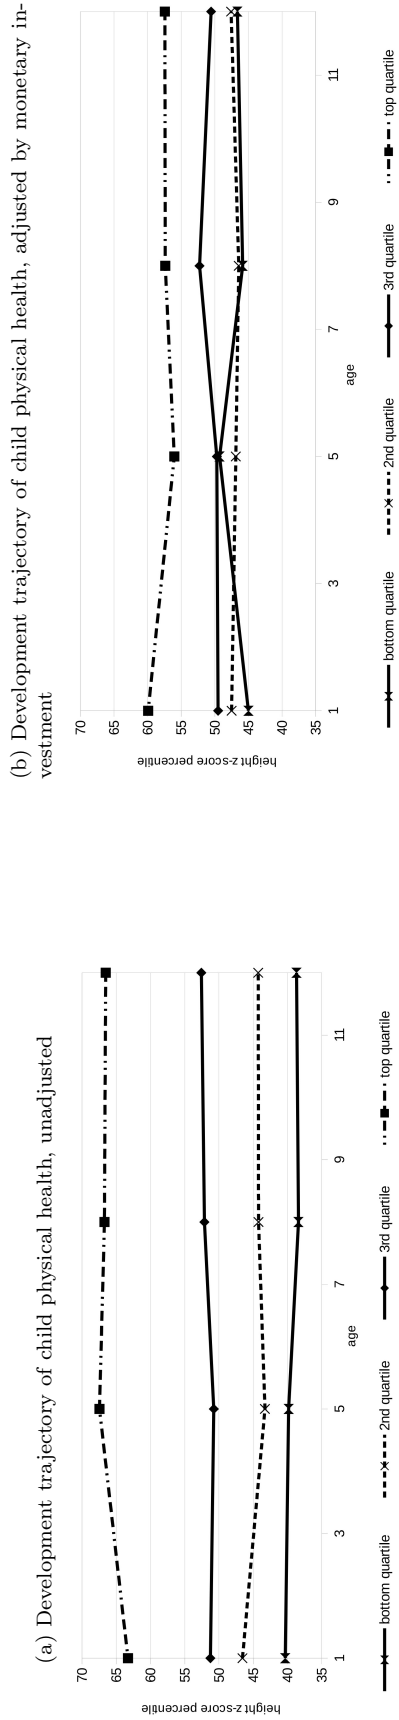 (a) Development trajectory of child physical health, unadjusted
70
65
60
55
50
45
40
35
height z-score percentile
1 3 5 7 9 11
age
bottom quartile 2nd quartile 3rd quartile top quartile
(b) Development trajectory of child physical health, adjusted by monetary in-
vestment
70
65
60
55
50
45
40
35
height z-score percentile
1 3 5 7 9 11
age
bottom quartile 2nd quartile 3rd quartile top quartile